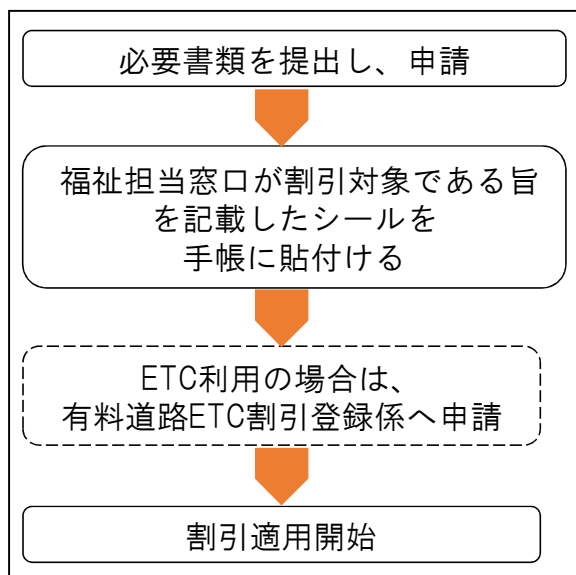 必要書類を提出し、申請
福祉担当窓口が割引対象である旨
を記載したシールを
手帳に貼付ける
ETC利用の場合は、
有料道路ETC割引登録係へ申請
割引適用開始